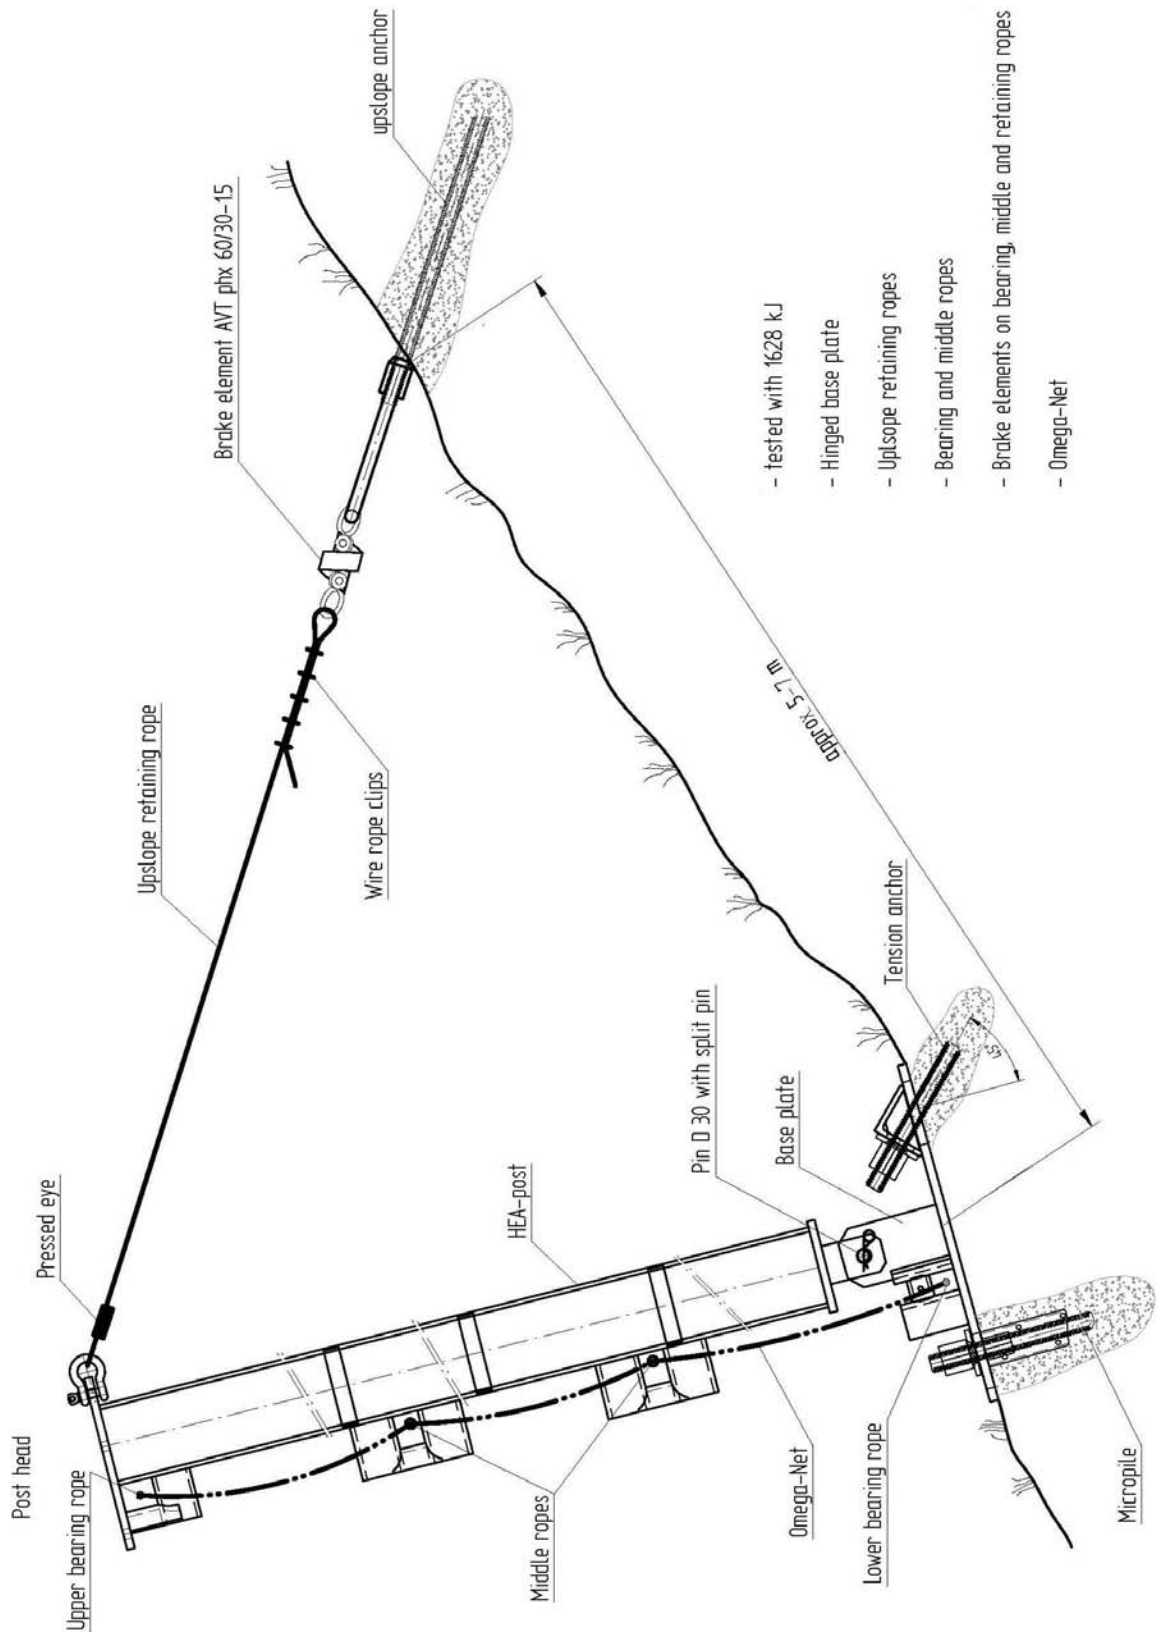 Post head
Upper bearing rope
Pressed eye
Upslope retaining rope
Brake element AVT phx 60/30-15
upslope anchor
Wire rope clips
Middle ropes
HEA-post
Omega-Net
Pin D 30 with split pin
Base plate
Tension anchor
Lower bearing rope
Micropile
45°
approx. 5-7 m
- tested with 1628 kJ
- Hinged base plate
- Uplsope retaining ropes
- Bearing and middle ropes
- Brake elements on bearing, middle and retaining ropes
- Omega-Net